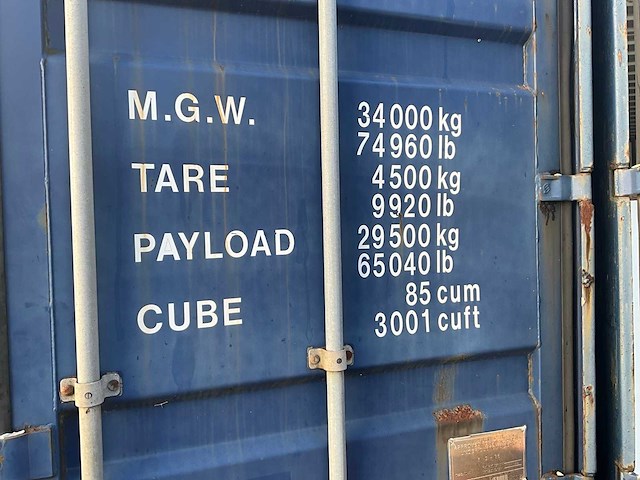 M.G.W. 34000 kg
74960 lb
TARE 4500 kg
9920 lb
PAYLOAD 29500 kg
65040 lb
CUBE 85 cum
3001 cuft